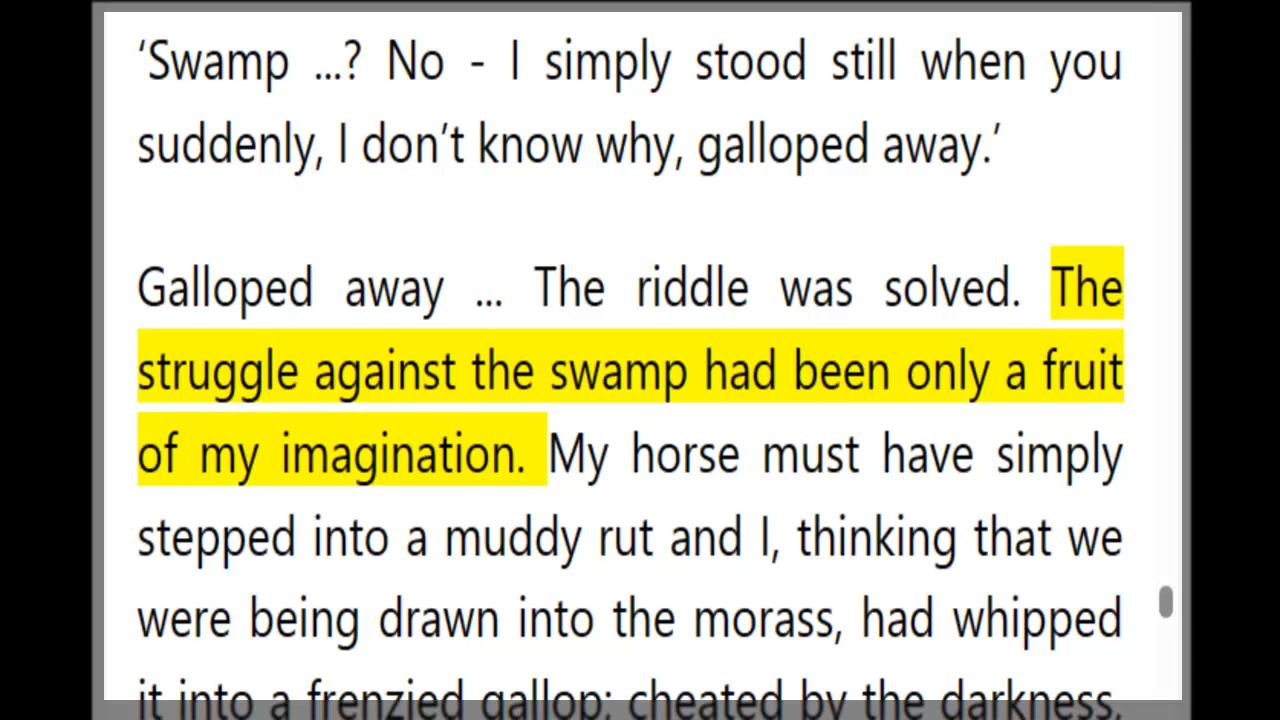 ‘Swamp ...? No - I simply stood still when you
suddenly, I don’t know why, galloped away.’
Galloped away ... The riddle was solved. The
struggle against the swamp had been only a fruit
of my imagination. My horse must have simply
stepped into a muddy rut and I, thinking that we
were being drawn into the morass, had whipped
it into a frenzied gallop; cheated by the darkness,